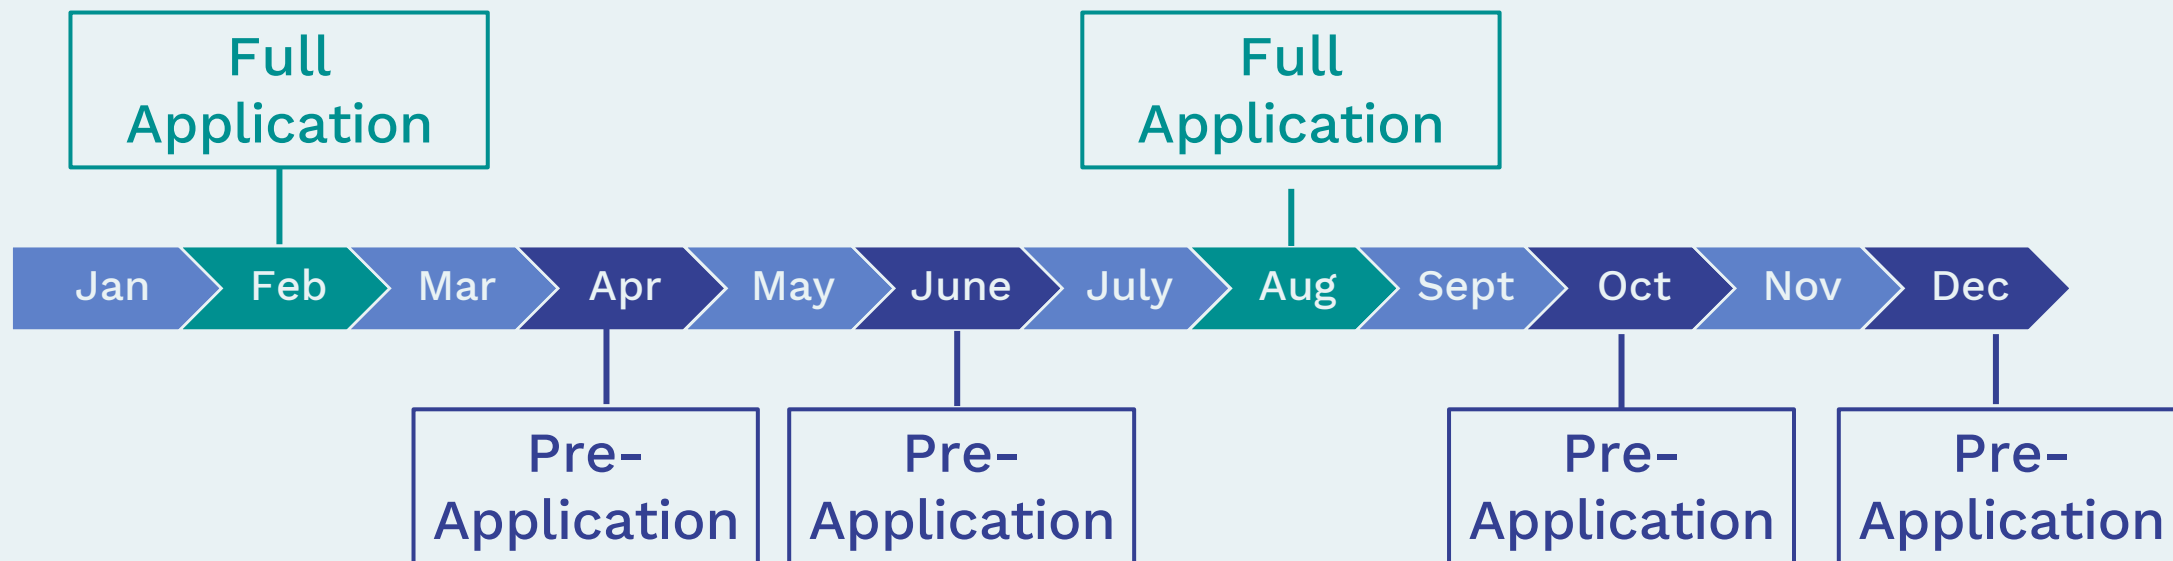 Full
Application
Full
Application
Jan Feb Mar Apr May June July Aug Sept Oct Nov Dec
Pre-
Application
Pre-
Application
Pre-
Application
Pre-
Application